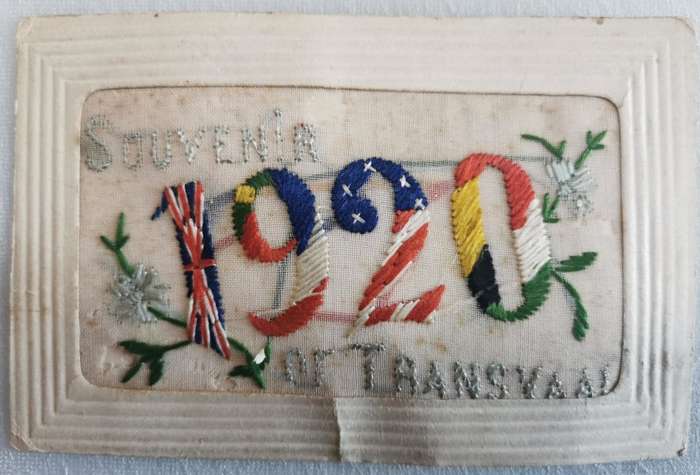 SOUVENIR
1920
OF TRANSVAAL